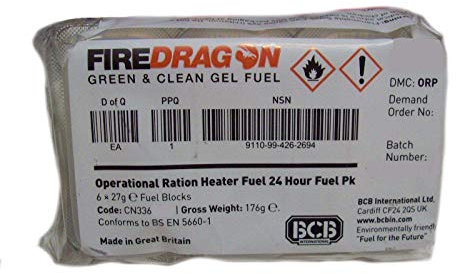 FIREDRAGON
GREEN & CLEAN GEL FUEL
DMC: ORP
Demand
Order No:
D of Q PPQ NSN
EA 1 9110-99-426-2694
Batch
Number:
Operational Ration Heater Fuel 24 Hour Fuel Pk
6 x 27g ℮ Fuel Blocks
Code: CN336 | Gross Weight: 176g ℮
Conforms to BS EN 5660-1
Made in Great Britain
BCB
INTERNATIONAL
BCB International Ltd,
Cardiff CF24 2QS UK
www.bcbin.com
Environmentally friendly
"Fuel for the Future"